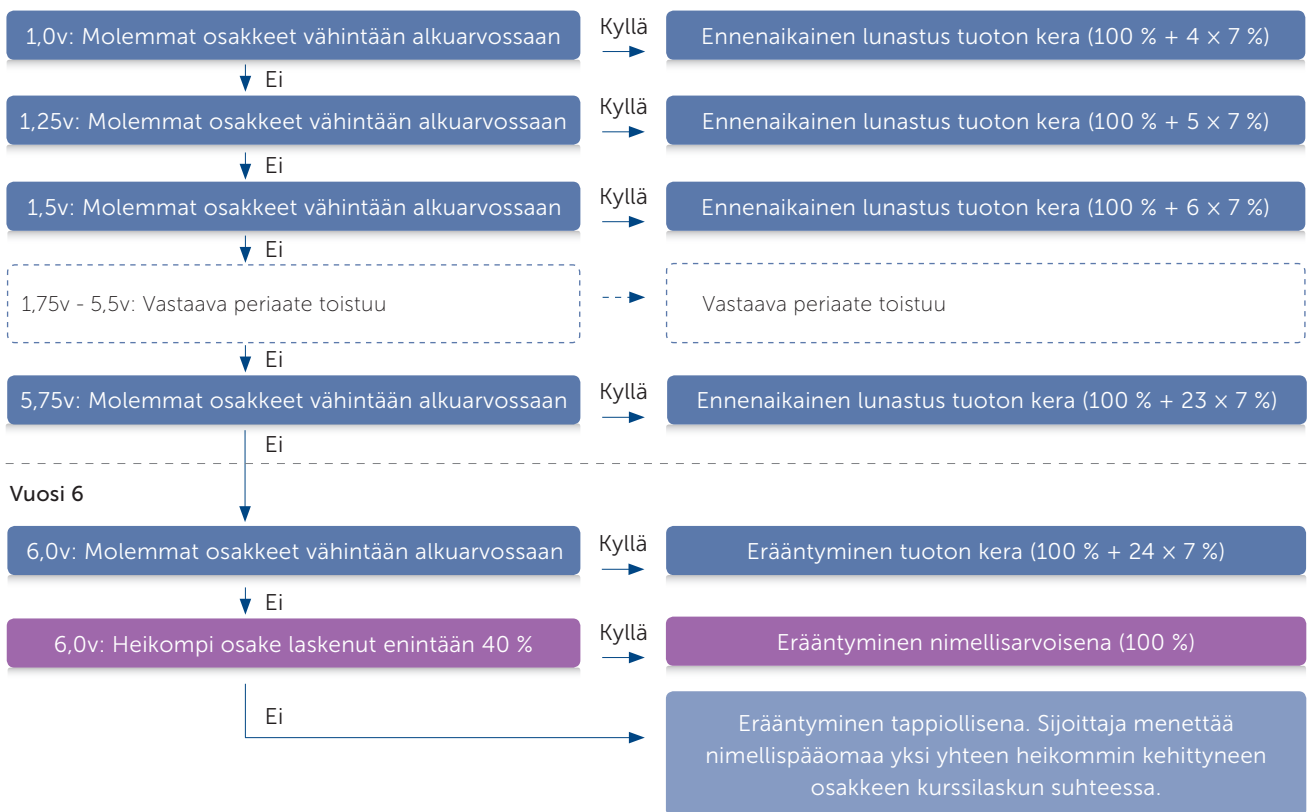 1,0v: Molemmat osakkeet vähintään alkuarvossaan
Kyllä
Ennenaikainen lunastus tuoton kera (100 % + 4 × 7 %)
Ei
1,25v: Molemmat osakkeet vähintään alkuarvossaan
Kyllä
Ennenaikainen lunastus tuoton kera (100 % + 5 × 7 %)
Ei
1,5v: Molemmat osakkeet vähintään alkuarvossaan
Kyllä
Ennenaikainen lunastus tuoton kera (100 % + 6 × 7 %)
Ei
1,75v - 5,5v: Vastaava periaate toistuu
Vastaava periaate toistuu
Ei
5,75v: Molemmat osakkeet vähintään alkuarvossaan
Kyllä
Ennenaikainen lunastus tuoton kera (100 % + 23 × 7 %)
Ei
Vuosi 6
6,0v: Molemmat osakkeet vähintään alkuarvossaan
Kyllä
Erääntyminen tuoton kera (100 % + 24 × 7 %)
Ei
6,0v: Heikompi osake laskenut enintään 40 %
Kyllä
Erääntyminen nimellisarvoisena (100 %)
Ei
Erääntyminen tappiollisena. Sijoittaja menettää
nimellispääomaa yksi yhteen heikommin kehittyneen
osakkeen kurssilaskun suhteessa.